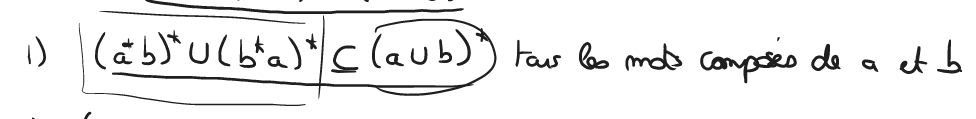 1) (a*b)* ∪ (b*a)* ⊆ (a∪b)* tous les mots composés de a et b